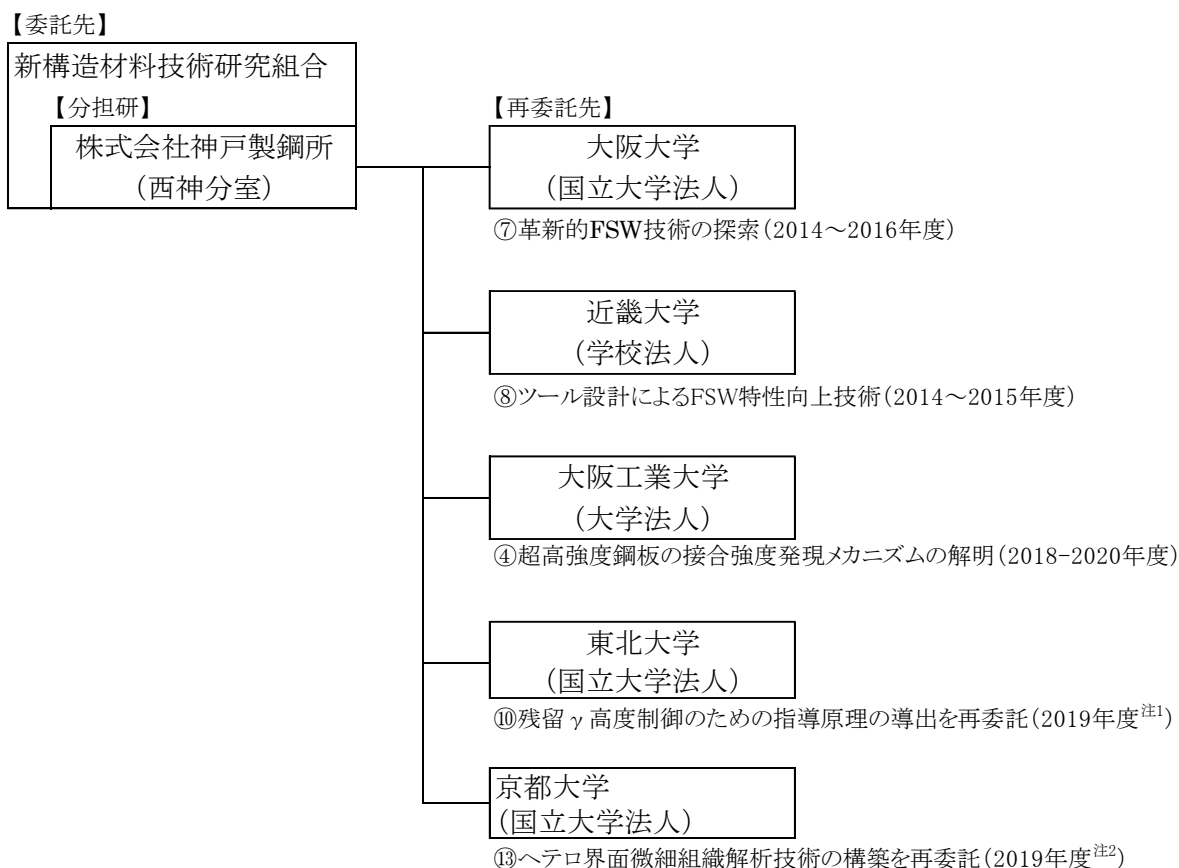 【委託先】
新構造材料技術研究組合
【分担研】
株式会社神戸製鋼所
(西神分室)
【再委託先】
大阪大学
(国立大学法人)
⑦革新的FSW技術の探索(2014～2016年度)
近畿大学
(学校法人)
⑧ツール設計によるFSW特性向上技術(2014～2015年度)
大阪工業大学
(大学法人)
④超高強度鋼板の接合強度発現メカニズムの解明(2018-2020年度)
東北大学
(国立大学法人)
⑩残留γ高度制御のための指導原理の導出を再委託(2019年度注1)
京都大学
(国立大学法人)
⑬ヘテロ界面微細組織解析技術の構築を再委託(2019年度注2)